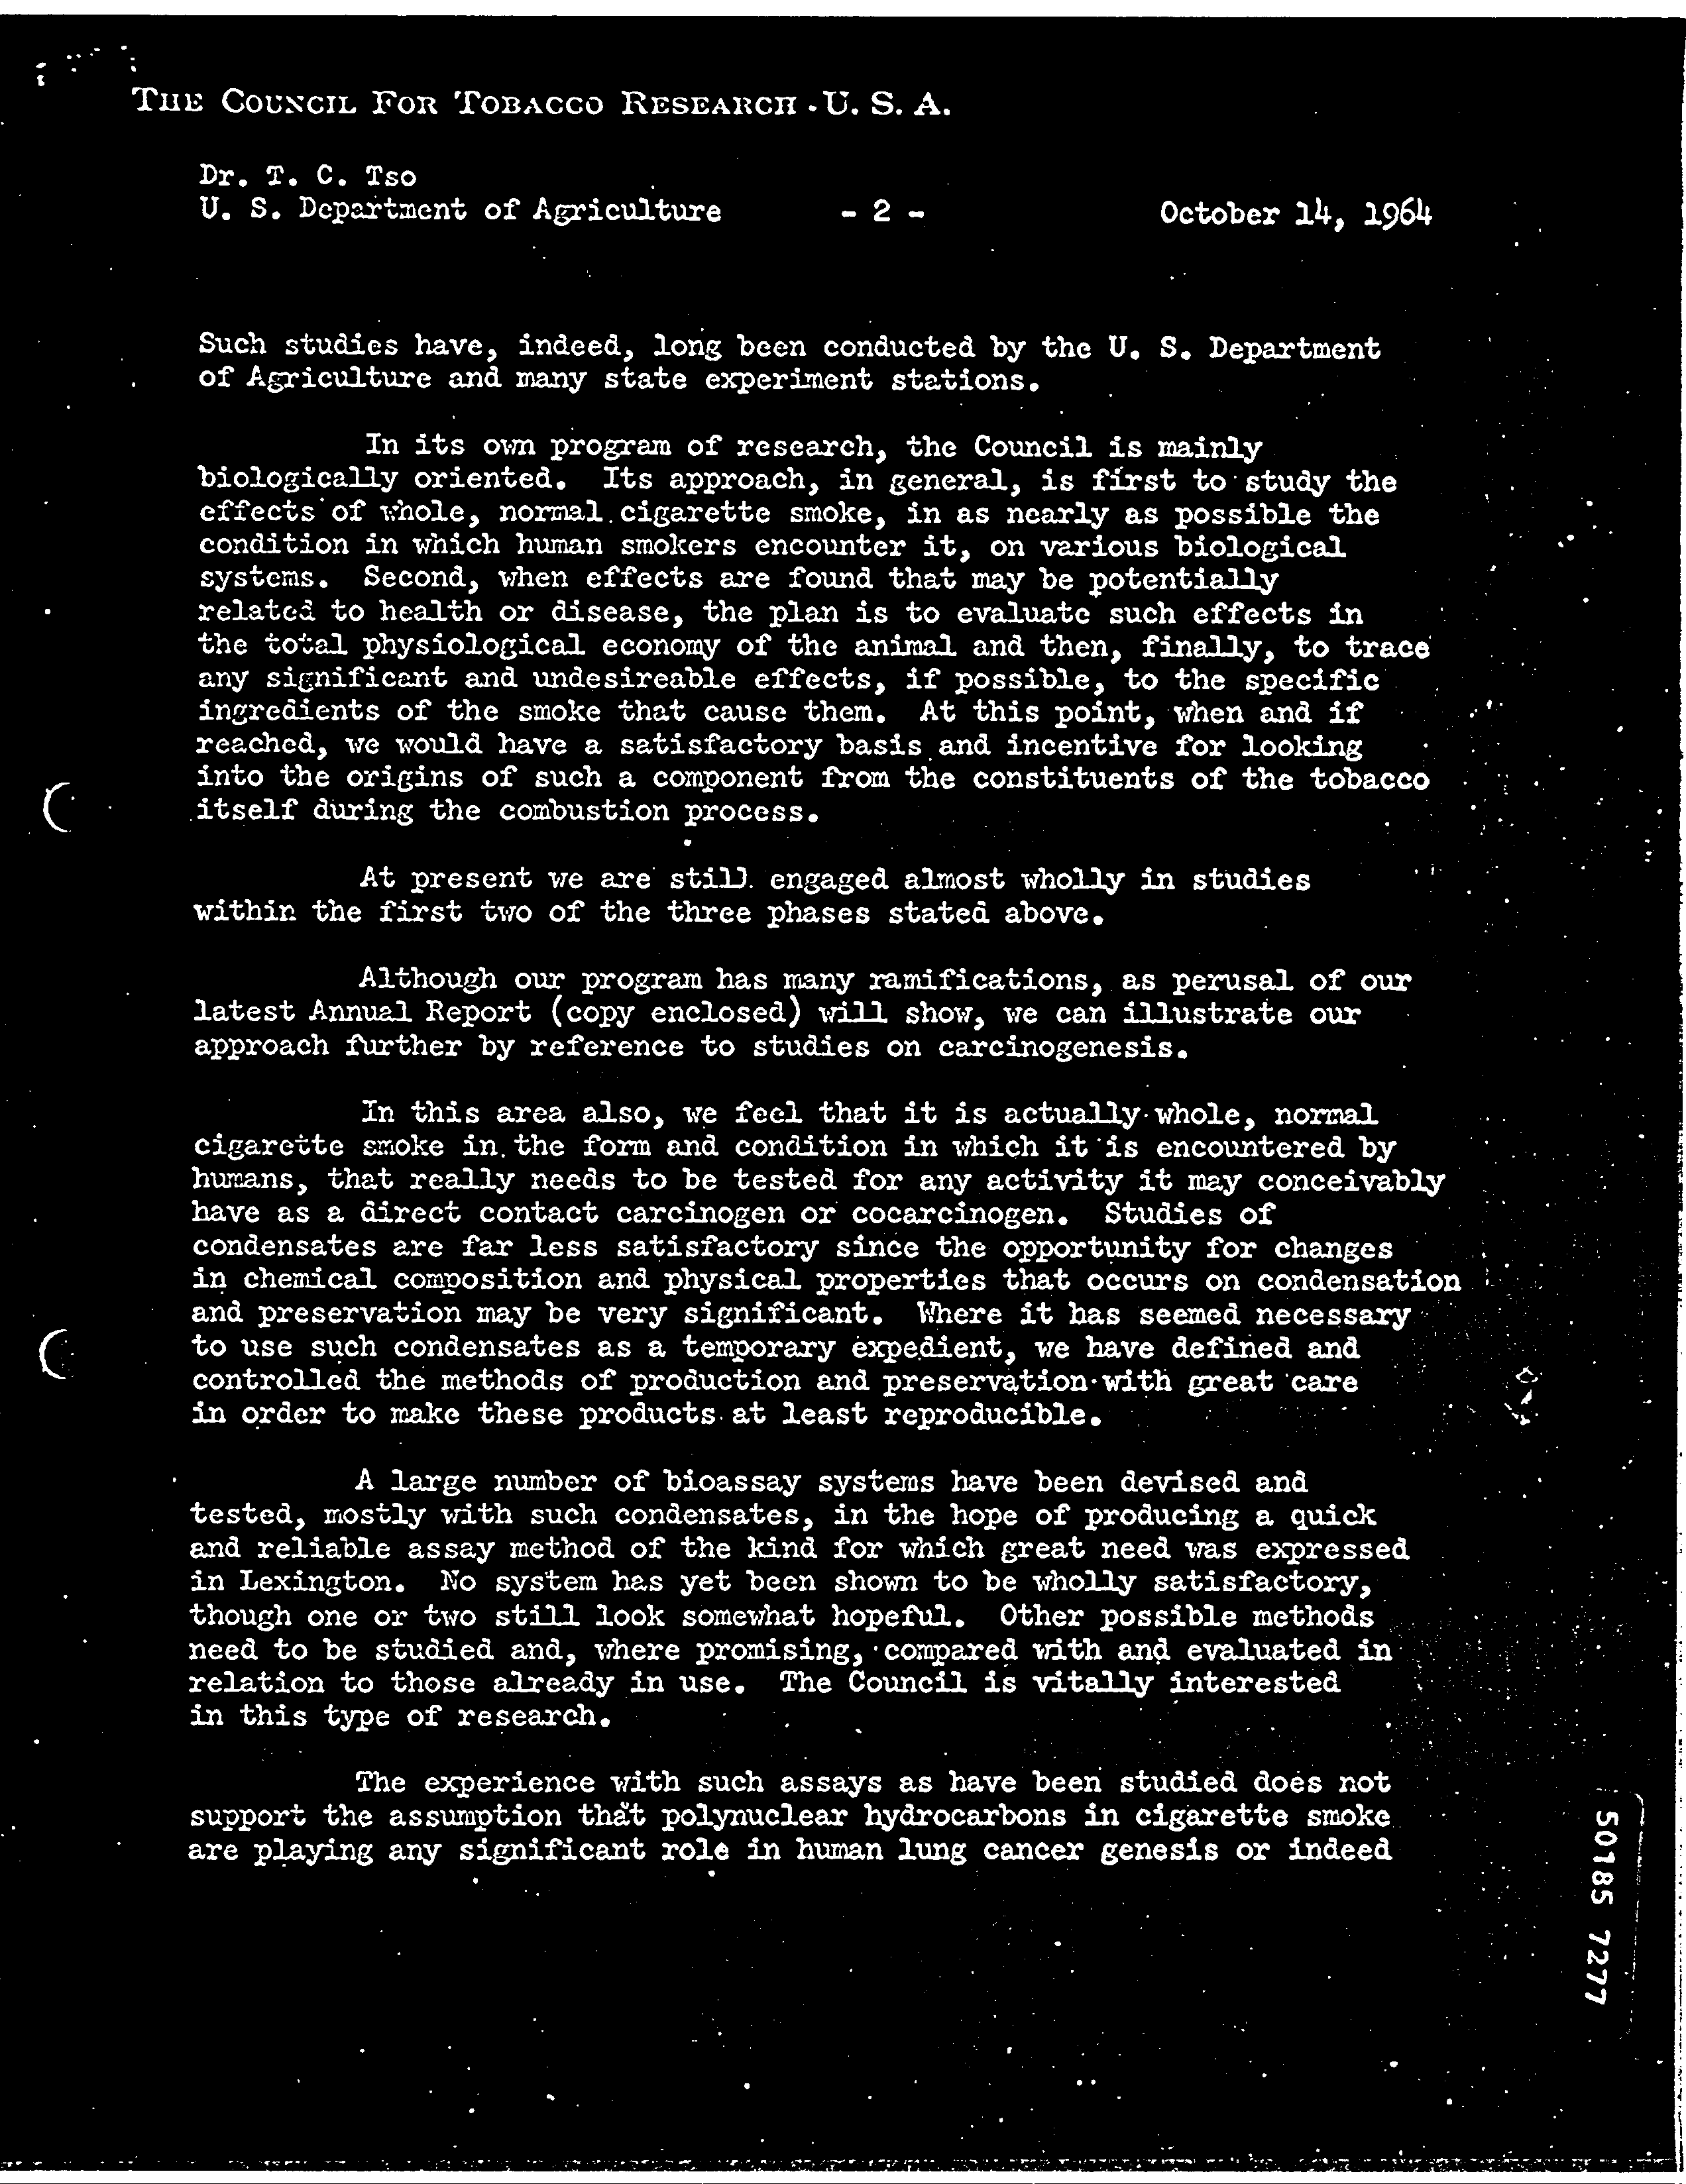 THE COUNCIL FOR TOBACCO RESEARCH - U. S. A.
Dr. T. C. Tso
U. S. Department of Agriculture - 2 - October 14, 1964
Such studies have, indeed, long been conducted by the U. S. Department
of Agriculture and many state experiment stations.
In its own program of research, the Council is mainly
biologically oriented. Its approach, in general, is first to study the
effects of whole, normal cigarette smoke, in as nearly as possible the
condition in which human smokers encounter it, on various biological
systems. Second, when effects are found that may be potentially
related to health or disease, the plan is to evaluate such effects in
the total physiological economy of the animal and then, finally, to trace
any significant and undesireable effects, if possible, to the specific
ingredients of the smoke that cause them. At this point, when and if
reached, we would have a satisfactory basis and incentive for looking
into the origins of such a component from the constituents of the tobacco
itself during the combustion process.
At present we are still engaged almost wholly in studies
within the first two of the three phases stated above.
Although our program has many ramifications, as perusal of our
latest Annual Report (copy enclosed) will show, we can illustrate our
approach further by reference to studies on carcinogenesis.
In this area also, we feel that it is actually whole, normal
cigarette smoke in the form and condition in which it is encountered by
humans, that really needs to be tested for any activity it may conceivably
have as a direct contact carcinogen or cocarcinogen. Studies of
condensates are far less satisfactory since the opportunity for changes
in chemical composition and physical properties that occurs on condensation
and preservation may be very significant. Where it has seemed necessary
to use such condensates as a temporary expedient, we have defined and
controlled the methods of production and preservation with great care
in order to make these products at least reproducible.
A large number of bioassay systems have been devised and
tested, mostly with such condensates, in the hope of producing a quick
and reliable assay method of the kind for which great need was expressed
in Lexington. No system has yet been shown to be wholly satisfactory,
though one or two still look somewhat hopeful. Other possible methods
need to be studied and, where promising, compared with and evaluated in
relation to those already in use. The Council is vitally interested
in this type of research.
The experience with such assays as have been studied does not
support the assumption that polynuclear hydrocarbons in cigarette smoke
are playing any significant role in human lung cancer genesis or indeed
50185 7277